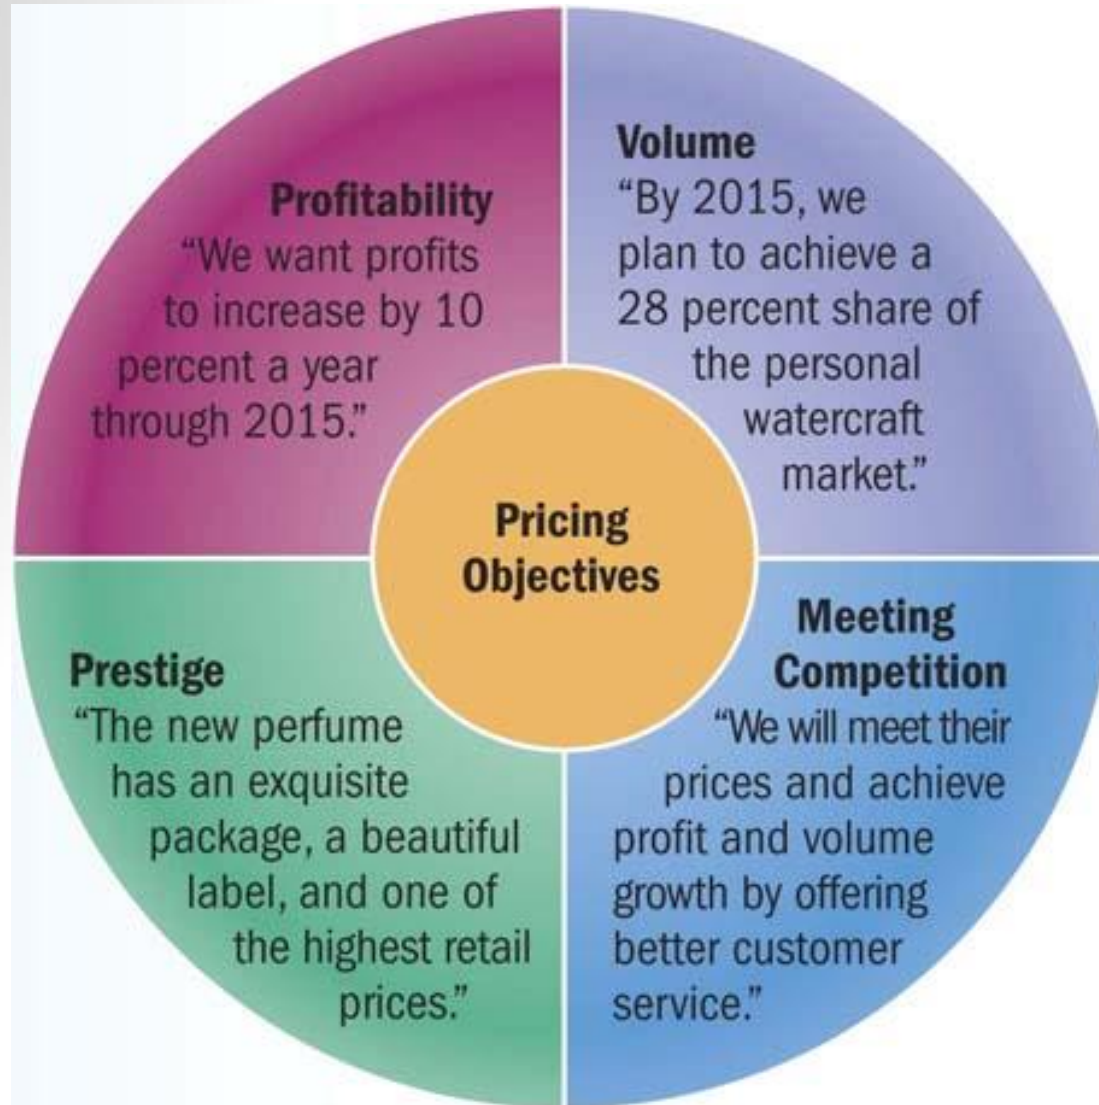 Profitability
“We want profits
to increase by 10
percent a year
through 2015.”
Volume
“By 2015, we
plan to achieve a
28 percent share of
the personal
watercraft
market.”
Pricing
Objectives
Prestige
“The new perfume
has an exquisite
package, a beautiful
label, and one of
the highest retail
prices.”
Meeting
Competition
“We will meet their
prices and achieve
profit and volume
growth by offering
better customer
service.”